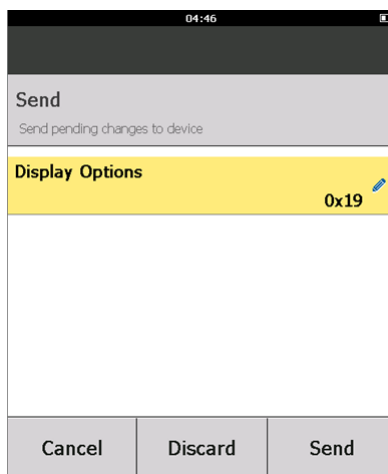 04:46
Send
Send pending changes to device
Display Options
0x19
Cancel Discard Send